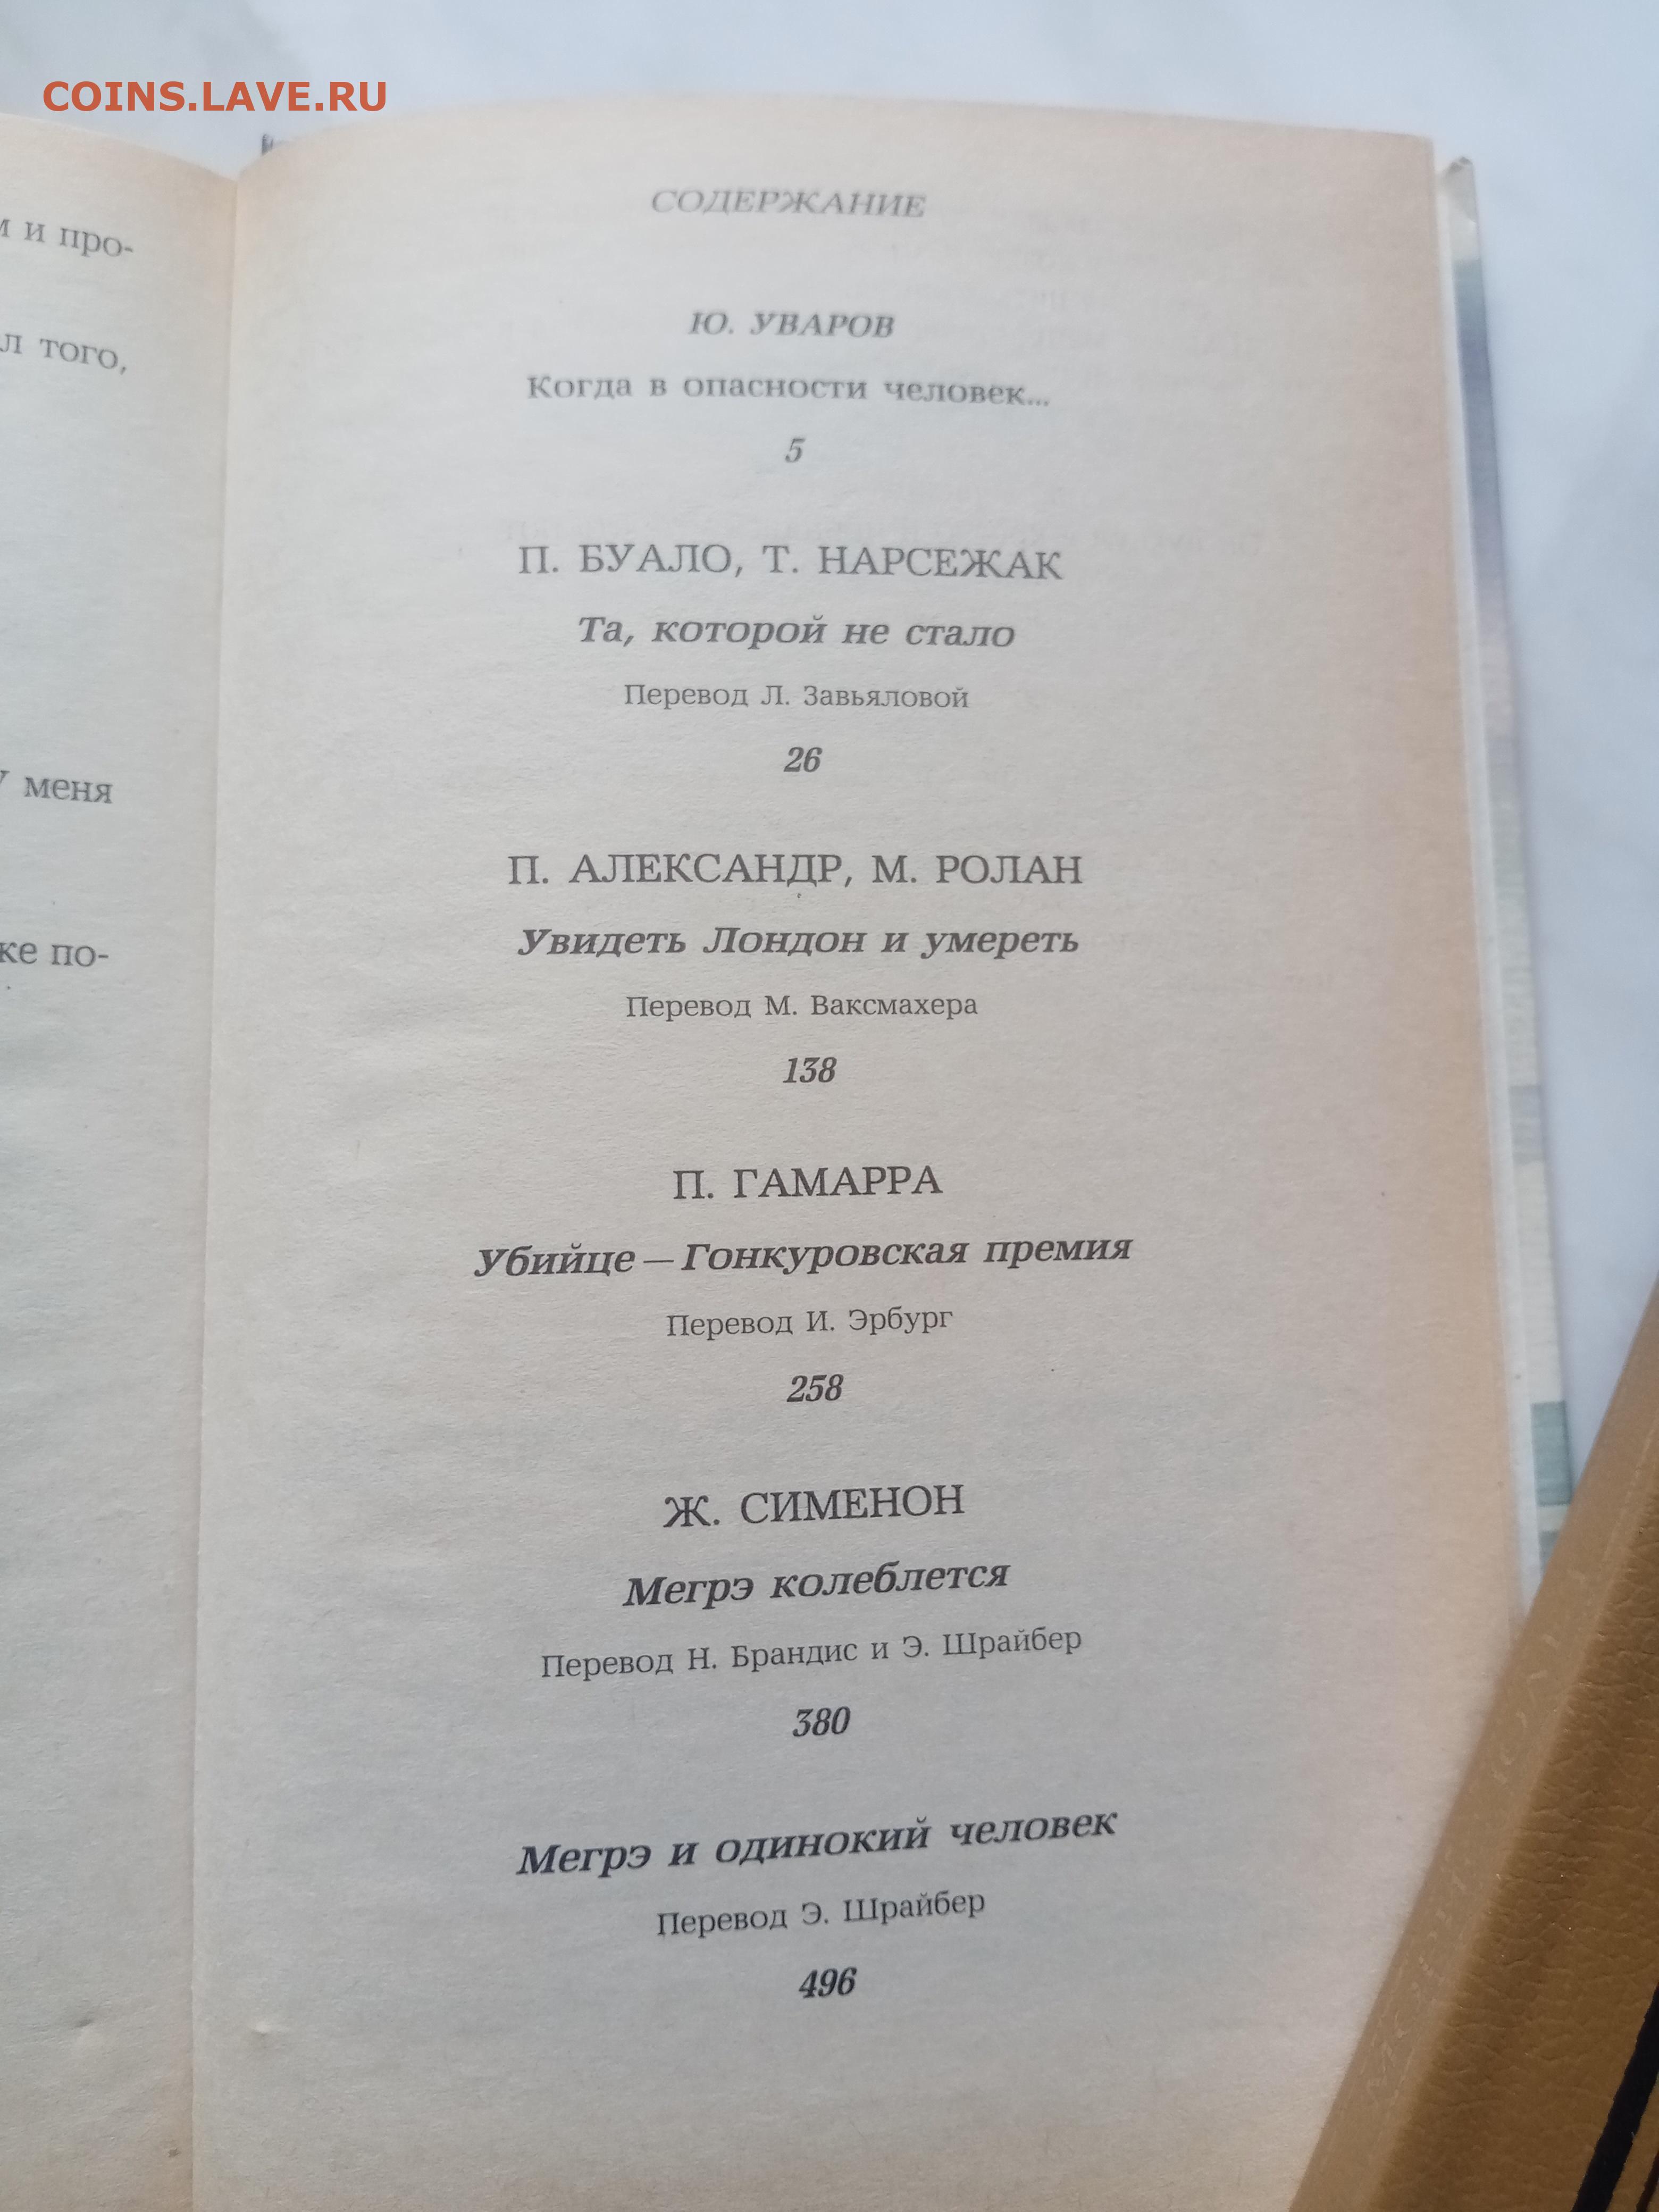 COINS.LAVE.RU
и про-
того,
меня
по-
СОДЕРЖАНИЕ
Ю. УВАРОВ
Когда в опасности человек...
5
П. БУАЛО, Т. НАРСЕЖАК
Та, которой не стало
Перевод Л. Завьяловой
26
П. АЛЕКСАНДР, М. РОЛАН
Увидеть Лондон и умереть
Перевод М. Ваксмахера
138
П. ГАМАРРА
Убийце — Гонкуровская премия
Перевод И. Эрбург
258
Ж. СИМЕНОН
Мегрэ колеблется
Перевод Н. Брандис и Э. Шрайбер
380
Мегрэ и одинокий человек
Перевод Э. Шрайбер
496